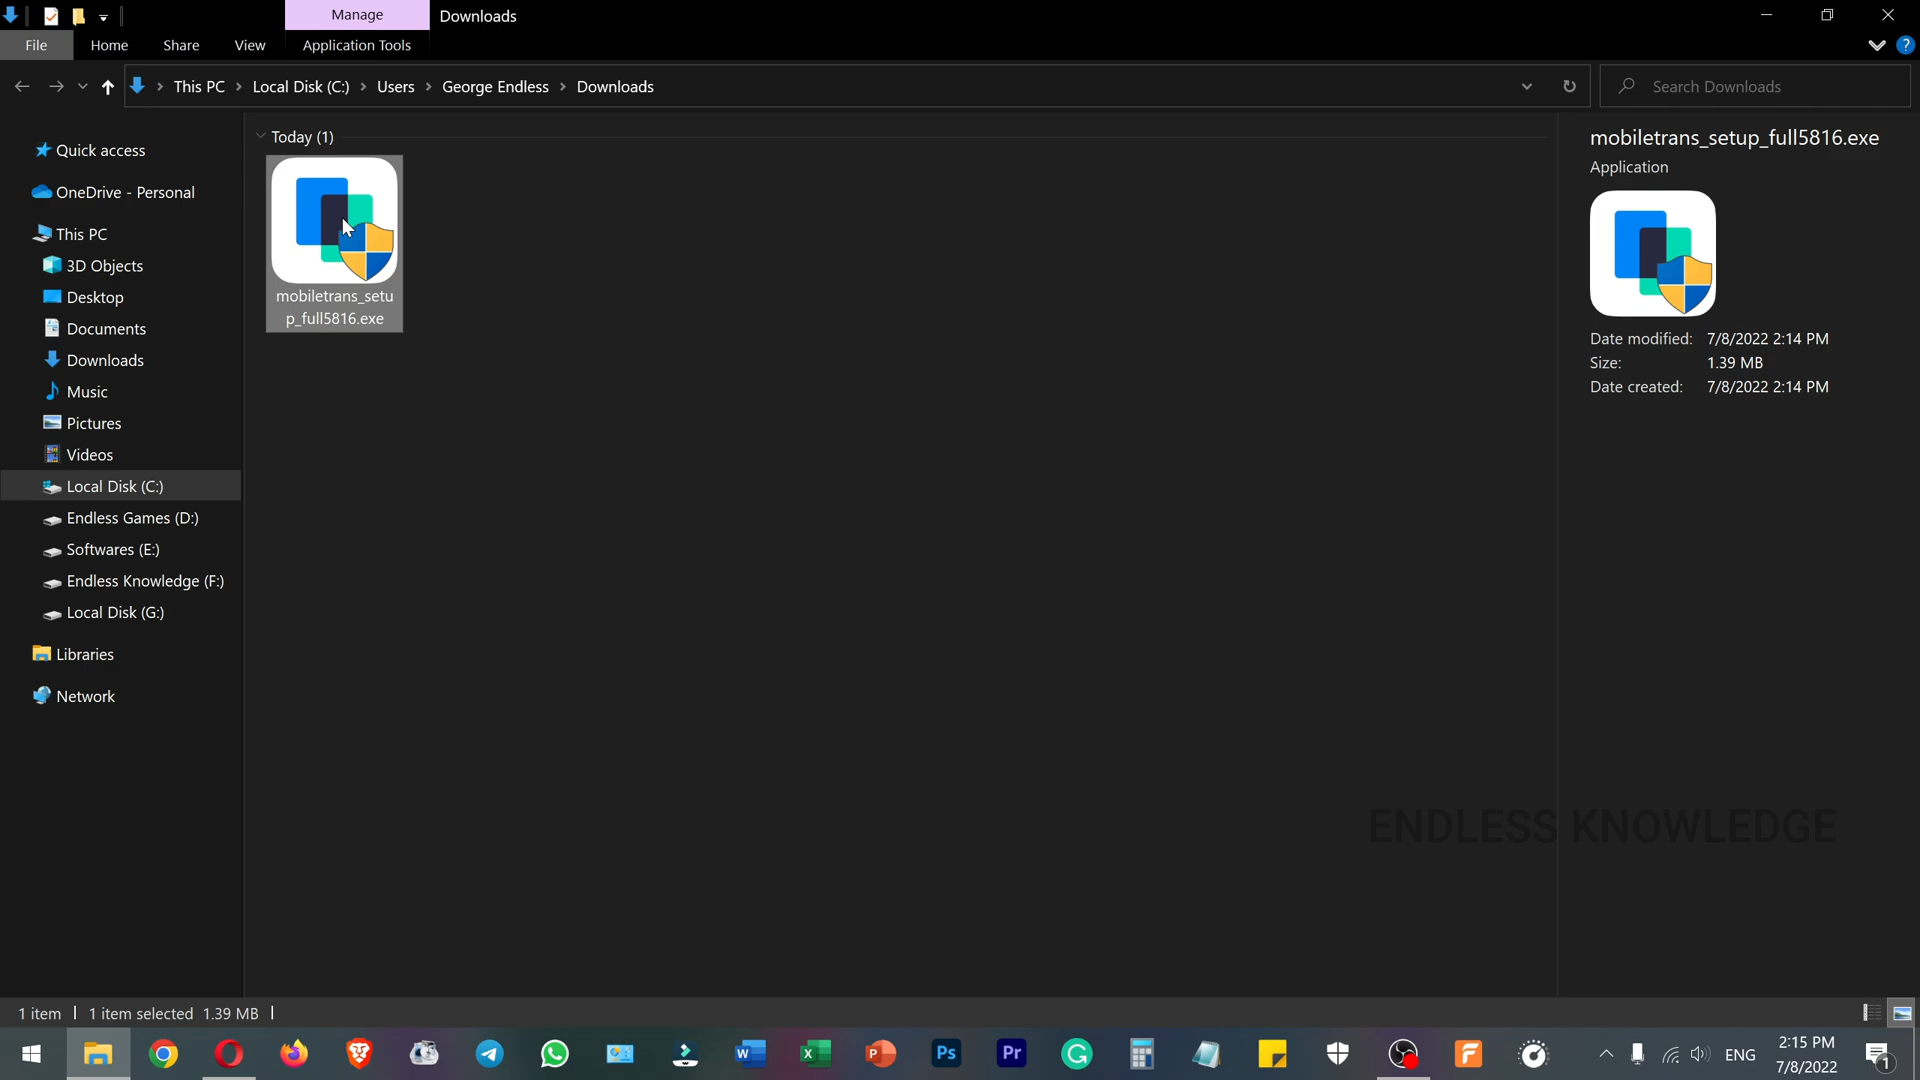 Manage
Downloads
File
Home
Share
View
Application Tools
?
This PC
Local Disk (C:)
Users
George Endless
Downloads
Search Downloads
Quick access
OneDrive - Personal
This PC
3D Objects
Desktop
Documents
Downloads
Music
Pictures
Videos
Local Disk (C:)
Endless Games (D:)
Softwares (E:)
Endless Knowledge (F:)
Local Disk (G:)
Libraries
Network
Today (1)
mobiletrans_setu
p_full5816.exe
mobiletrans_setup_full5816.exe
Application
Date modified: 7/8/2022 2:14 PM
Size: 1.39 MB
Date created: 7/8/2022 2:14 PM
ENDLESS KNOWLEDGE
1 item
1 item selected 1.39 MB
W
X
P
Ps
Pr
G
F
ENG
2:15 PM
7/8/2022
1